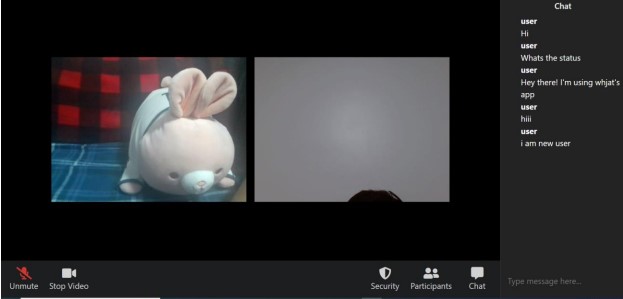 Chat
user
Hi
user
Whats the status
user
Hey there! I'm using whjat's
app
user
hiii
user
i am new user
Unmute
Stop Video
Security
Participants
Chat
Type message here...